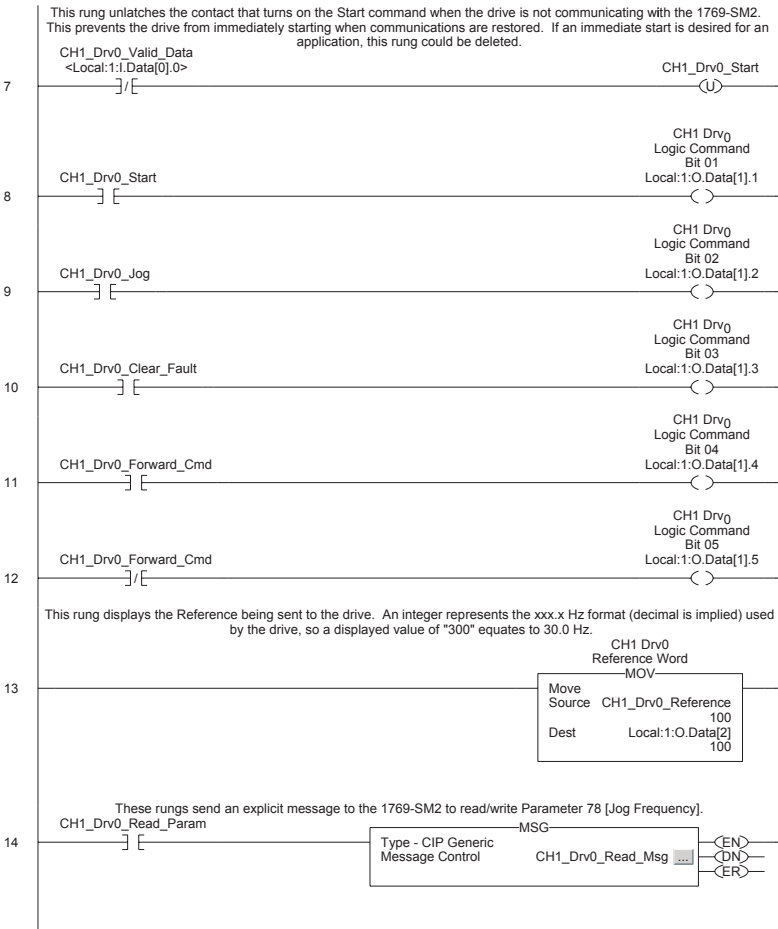 This rung unlatches the contact that turns on the Start command when the drive is not communicating with the 1769-SM2.
This prevents the drive from immediately starting when communications are restored. If an immediate start is desired for an
application, this rung could be deleted.
CH1_Drv0_Valid_Data
<Local:1:I.Data[0].0>
CH1_Drv0_Start
7
U
CH1 Drv0
Logic Command
Bit 01
CH1_Drv0_Start
Local:1:O.Data[1].1
8
CH1 Drv0
Logic Command
Bit 02
CH1_Drv0_Jog
Local:1:O.Data[1].2
9
CH1 Drv0
Logic Command
Bit 03
CH1_Drv0_Clear_Fault
Local:1:O.Data[1].3
10
CH1 Drv0
Logic Command
Bit 04
CH1_Drv0_Forward_Cmd
Local:1:O.Data[1].4
11
CH1 Drv0
Logic Command
Bit 05
CH1_Drv0_Forward_Cmd
Local:1:O.Data[1].5
12
This rung displays the Reference being sent to the drive. An integer represents the xxx.x Hz format (decimal is implied) used
by the drive, so a displayed value of "300" equates to 30.0 Hz.
CH1 Drv0
Reference Word
MOV
13
Move
Source CH1_Drv0_Reference
100
Dest Local:1:O.Data[2]
100
These rungs send an explicit message to the 1769-SM2 to read/write Parameter 78 [Jog Frequency].
CH1_Drv0_Read_Param
MSG
14
Type - CIP Generic
Message Control CH1_Drv0_Read_Msg ...
EN
DN
ER